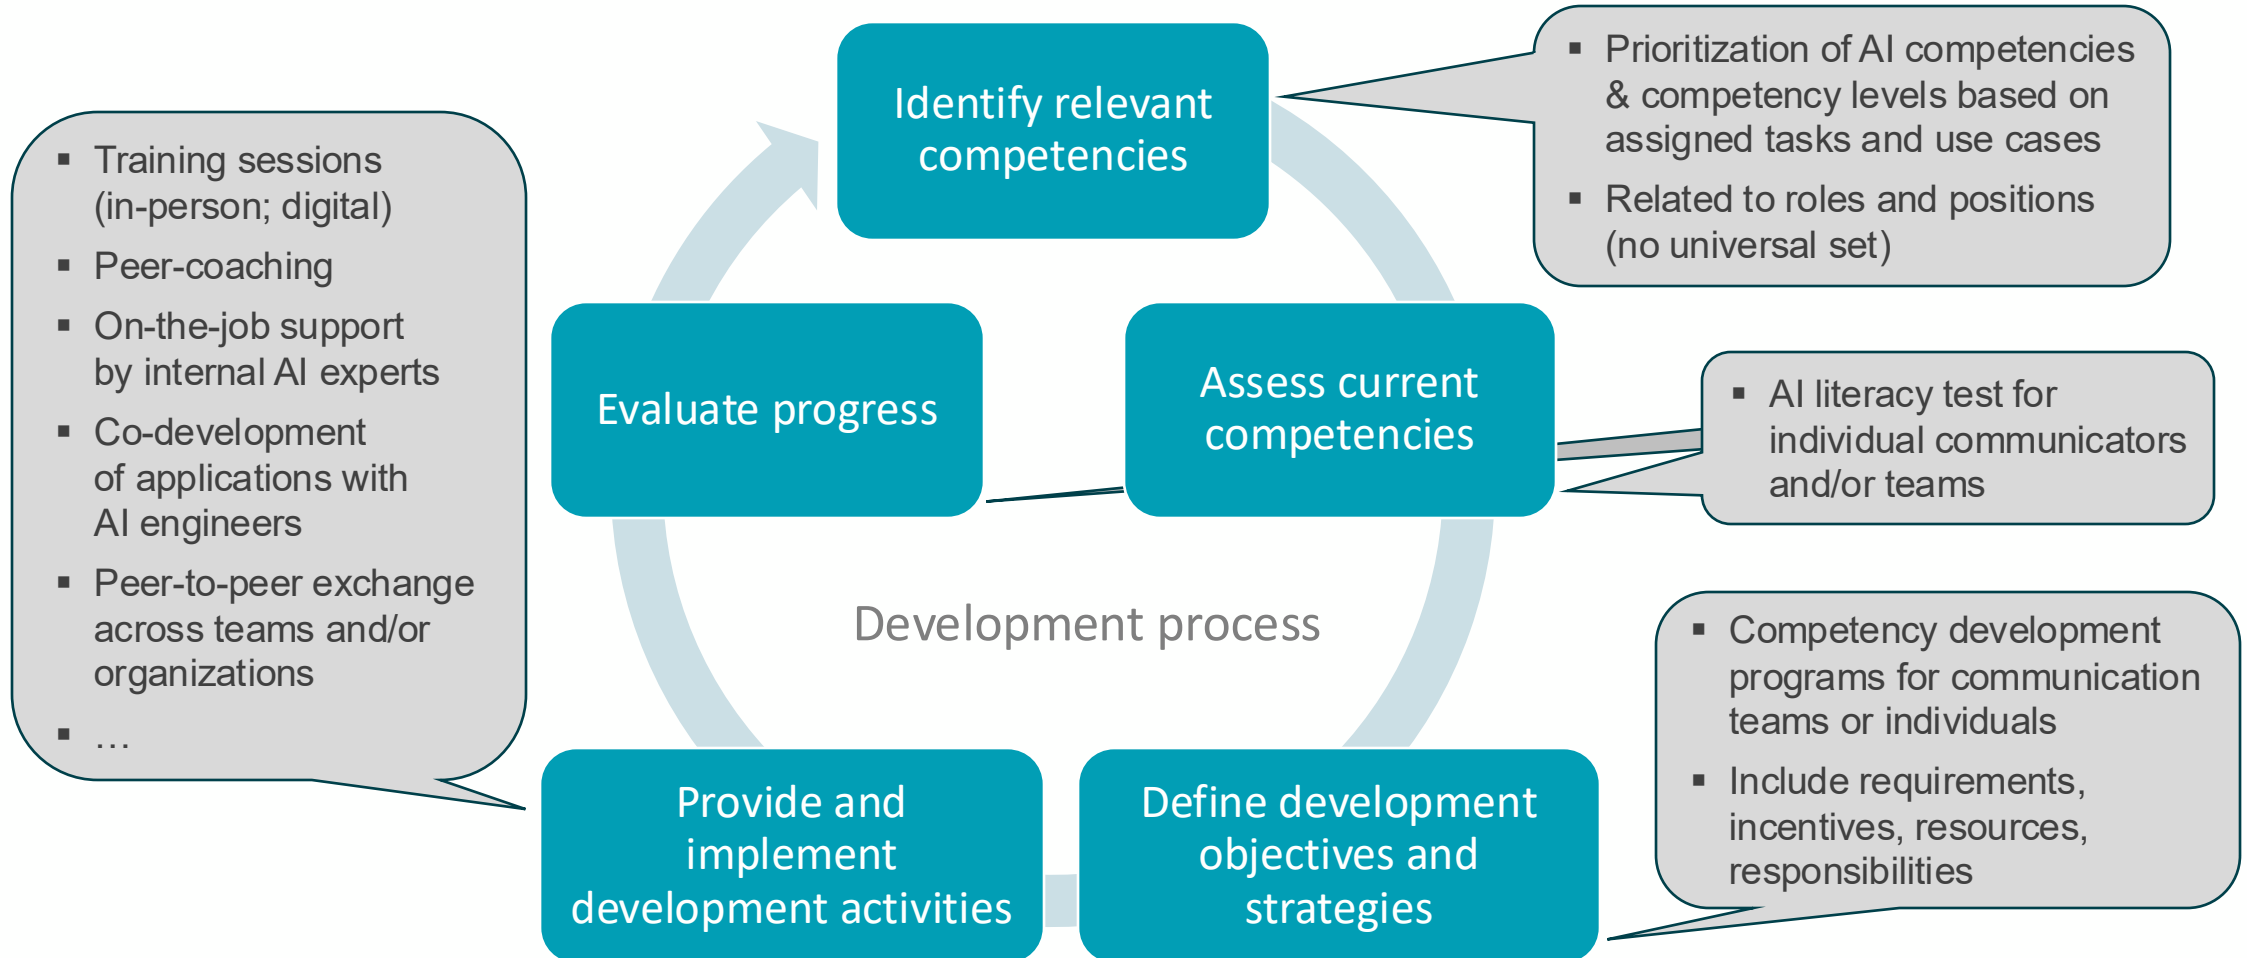 Identify relevant
competencies
▪ Prioritization of AI competencies
& competency levels based on
assigned tasks and use cases
▪ Related to roles and positions
(no universal set)
Assess current
competencies
▪ AI literacy test for
individual communicators
and/or teams
Define development
objectives and
strategies
▪ Competency development
programs for communication
teams or individuals
▪ Include requirements,
incentives, resources,
responsibilities
Provide and
implement
development activities
▪ Training sessions
(in-person; digital)
▪ Peer-coaching
▪ On-the-job support
by internal AI experts
▪ Co-development
of applications with
AI engineers
▪ Peer-to-peer exchange
across teams and/or
organizations
▪ …
Evaluate progress
Development process